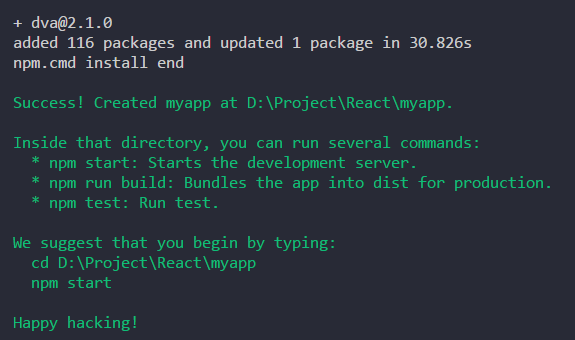 + dva@2.1.0
added 116 packages and updated 1 package in 30.826s
npm.cmd install end
Success! Created myapp at D:\Project\React\myapp.
Inside that directory, you can run several commands:
* npm start: Starts the development server.
* npm run build: Bundles the app into dist for production.
* npm test: Run test.
We suggest that you begin by typing:
cd D:\Project\React\myapp
npm start
Happy hacking!